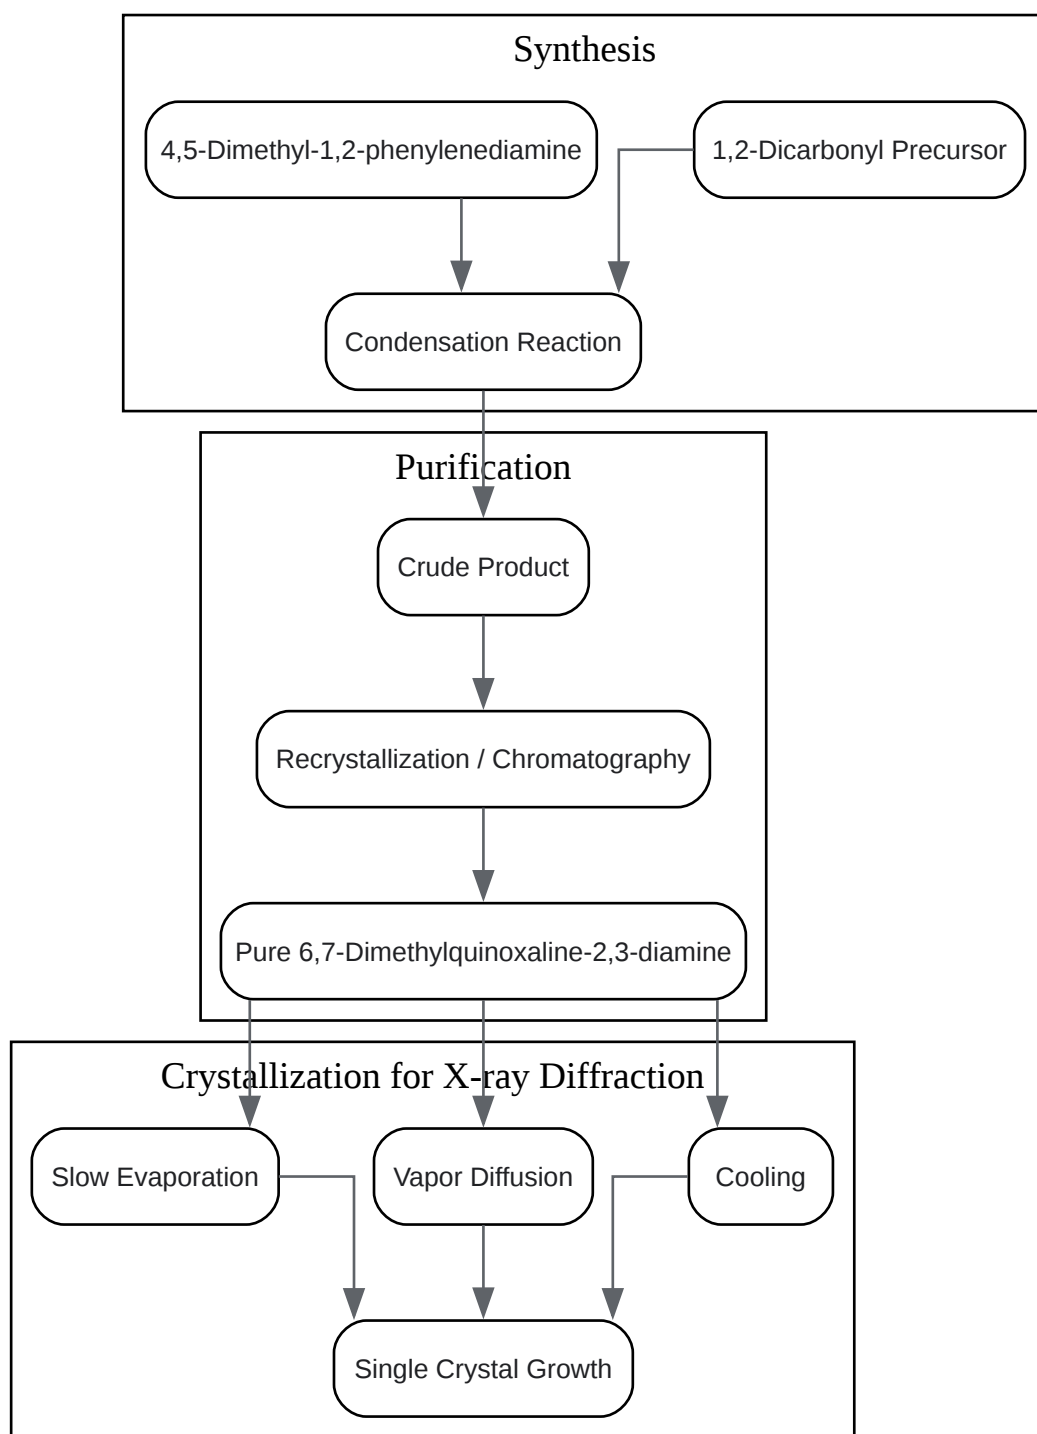 Synthesis
4,5-Dimethyl-1,2-phenylenediamine
1,2-Dicarbonyl Precursor
Condensation Reaction
Purification
Crude Product
Recrystallization / Chromatography
Pure 6,7-Dimethylquinoxaline-2,3-diamine
Crystallization for X-ray Diffraction
Slow Evaporation
Vapor Diffusion
Cooling
Single Crystal Growth